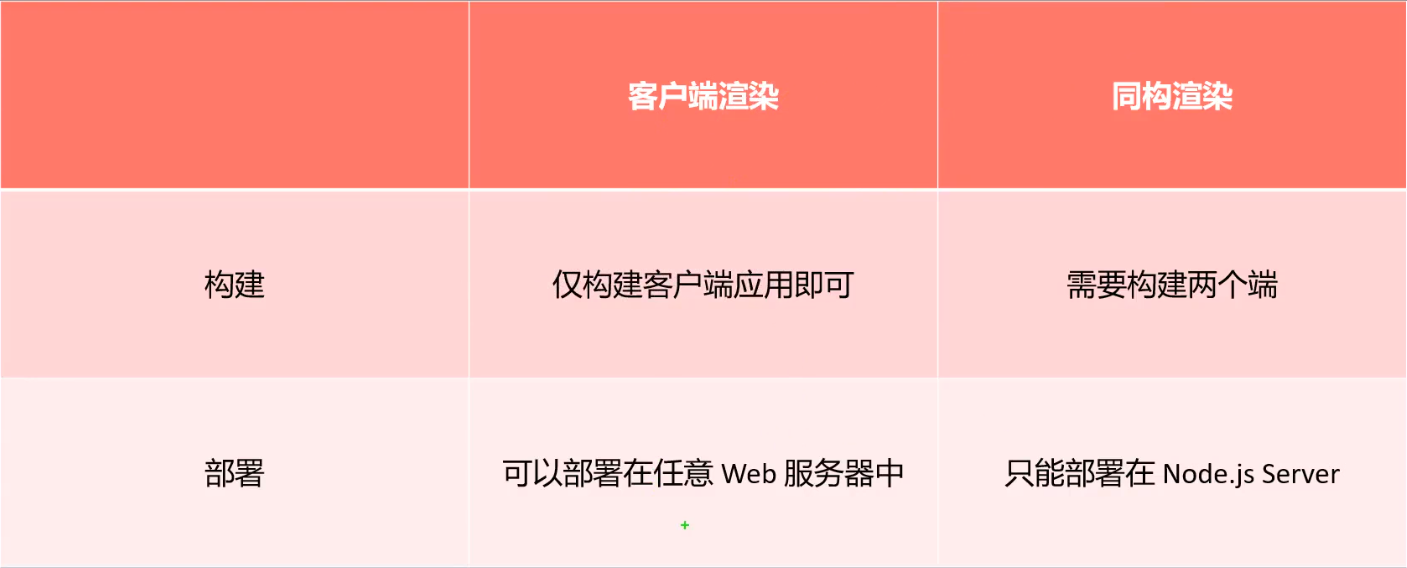 客户端渲染
同构渲染
构建
仅构建客户端应用即可
需要构建两个端
部署
可以部署在任意 Web 服务器中
只能部署在 Node.js Server